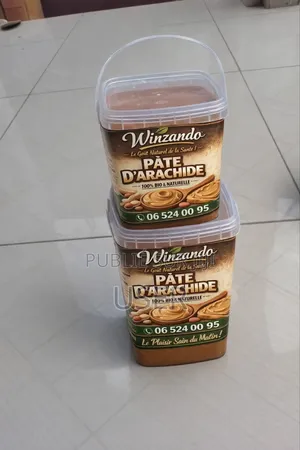 Winzando
Le Goût Naturel de la Santé !
PÂTE
D'ARACHIDE
100% BIO & NATURELLE
06 524 00 95
Winzando
Le Goût Naturel de la Santé !
PÂTE
D'ARACHIDE
100% BIO & NATURELLE
06 524 00 95
Le Plaisir Sain du Matin !